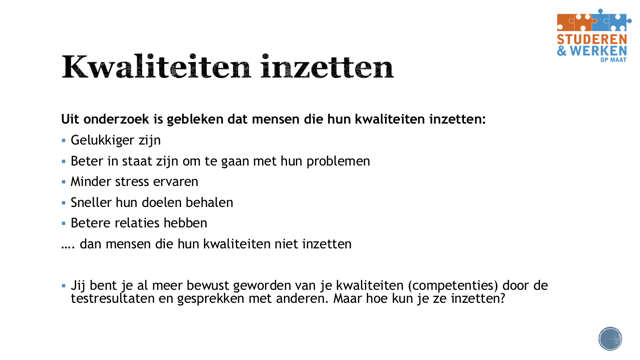 STUDEREN
& WERKEN
OP MAAT
Kwaliteiten inzetten
Uit onderzoek is gebleken dat mensen die hun kwaliteiten inzetten:
▪ Gelukkiger zijn
▪ Beter in staat zijn om te gaan met hun problemen
▪ Minder stress ervaren
▪ Sneller hun doelen behalen
▪ Betere relaties hebben
…. dan mensen die hun kwaliteiten niet inzetten
▪ Jij bent je al meer bewust geworden van je kwaliteiten (competenties) door de
testresultaten en gesprekken met anderen. Maar hoe kun je ze inzetten?